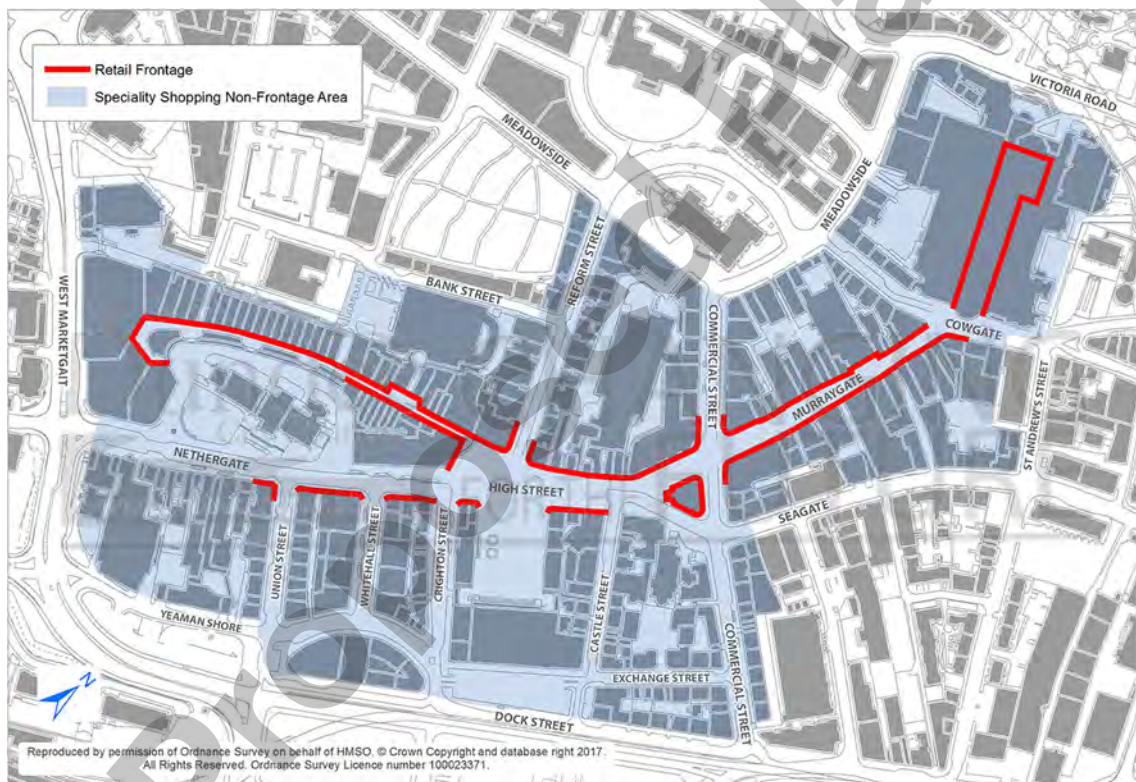 Retail Frontage
Speciality Shopping Non-Frontage Area
VICTORIA ROAD
MEADOWSIDE
MEADOWSIDE
WEST MARKETGAIT
BANK STREET
REFORM STREET
COMMERCIAL STREET
COWGATE
MURRAYGATE
ST ANDREW'S STREET
NETHERGATE
HIGH STREET
SEAGATE
UNION STREET
WHITEHALL STREET
CRIGHTON STREET
CASTLE STREET
YEAMAN SHORE
COMMERCIAL STREET
EXCHANGE STREET
DOCK STREET
N
Reproduced by permission of Ordnance Survey on behalf of HMSO. © Crown Copyright and database right 2017.
All Rights Reserved. Ordnance Survey Licence number 100023371.